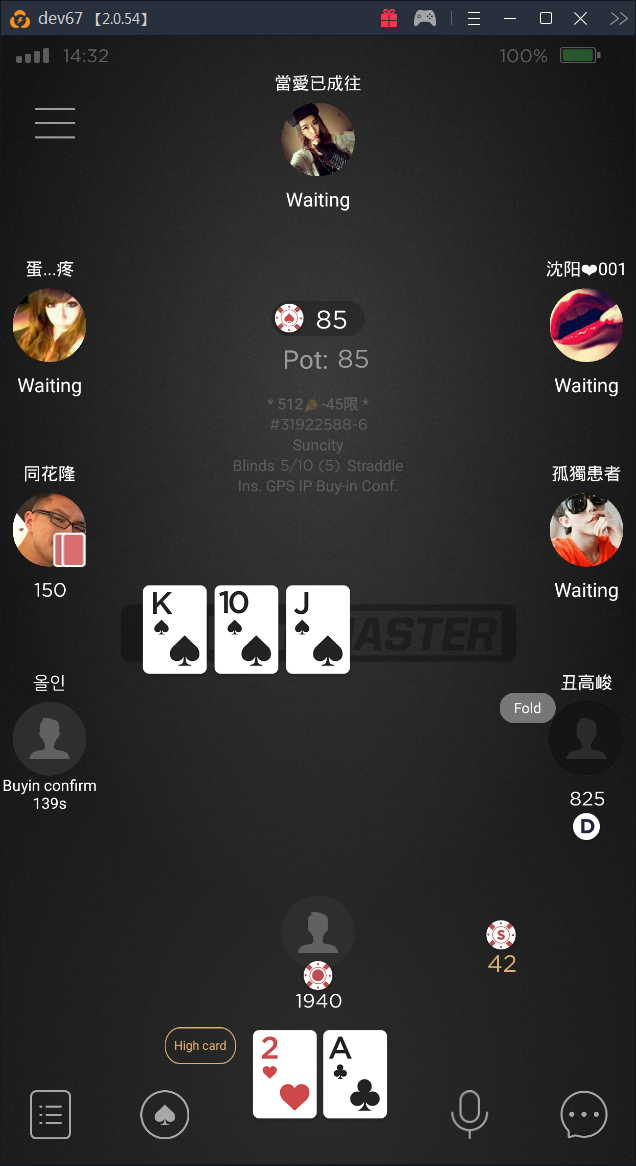 dev67 【2.0.54】
14:32
100%
當愛已成往
Waiting
蛋...疼
沈阳❤001
85
Waiting
Waiting
Pot: 85
* 512 -45限 *
#31922588-6
Suncity
Blinds 5/10 (5) Straddle
Ins. GPS IP Buy-in Conf.
同花隆
孤獨患者
150
Waiting
K
10
J
MASTER
올인
丑高峻
Fold
Buyin confirm
139s
825
D
S
42
1940
High card
2
A